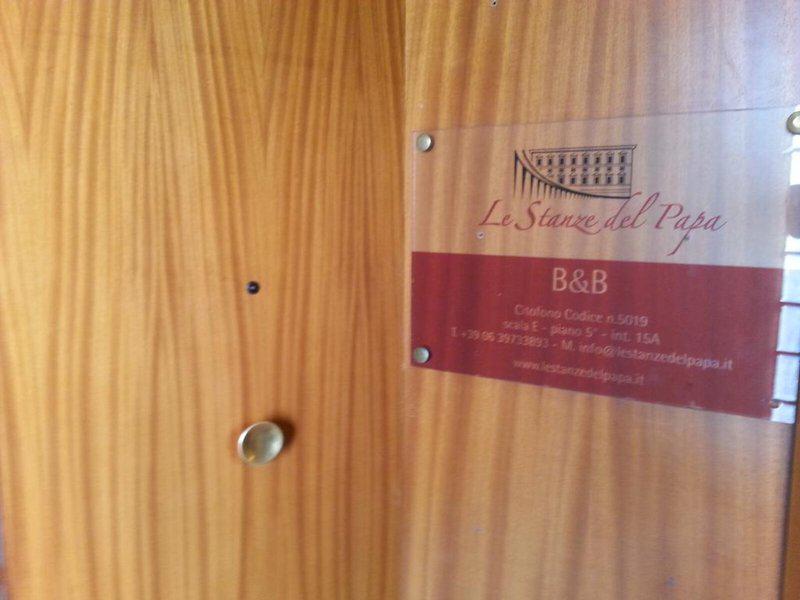 Le Stanze del Papa
B&B
Citofono Codice n.5019
scala E - piano 5° - int. 15A
T. +39 06 39733893 - M. info@lestanzedelpapa.it
www.lestanzedelpapa.it